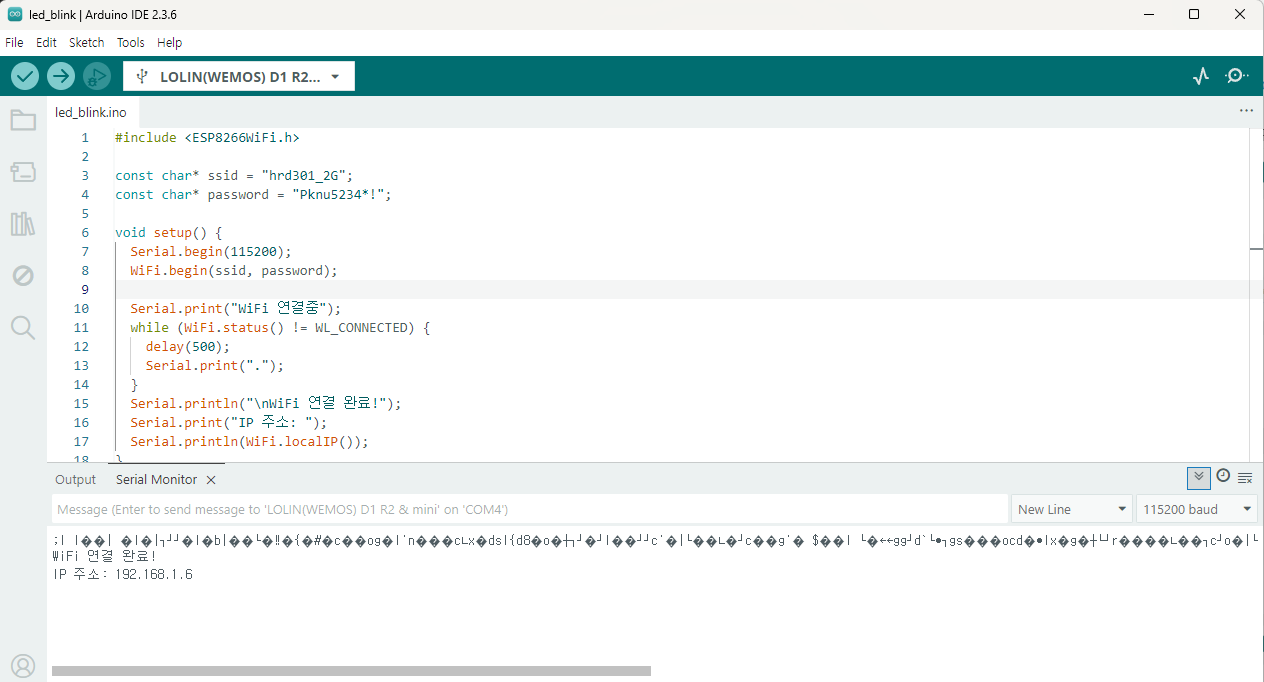 led_blink | Arduino IDE 2.3.6
File Edit Sketch Tools Help
LOLIN(WEMOS) D1 R2...
led_blink.ino
1 #include <ESP8266WiFi.h>
2
3 const char* ssid = "hrd301_2G";
4 const char* password = "Pknu5234*!";
5
6 void setup() {
7 Serial.begin(115200);
8 WiFi.begin(ssid, password);
9
10 Serial.print("WiFi 연결중");
11 while (WiFi.status() != WL_CONNECTED) {
12 delay(500);
13 Serial.print(".");
14 }
15 Serial.println("\nWiFi 연결 완료!");
16 Serial.print("IP 주소: ");
17 Serial.println(WiFi.localIP());
18 }
Output Serial Monitor
Message (Enter to send message to 'LOLIN(WEMOS) D1 R2 & mini' on 'COM4')
New Line 115200 baud
WiFi 연결 완료!
IP 주소: 192.168.1.6